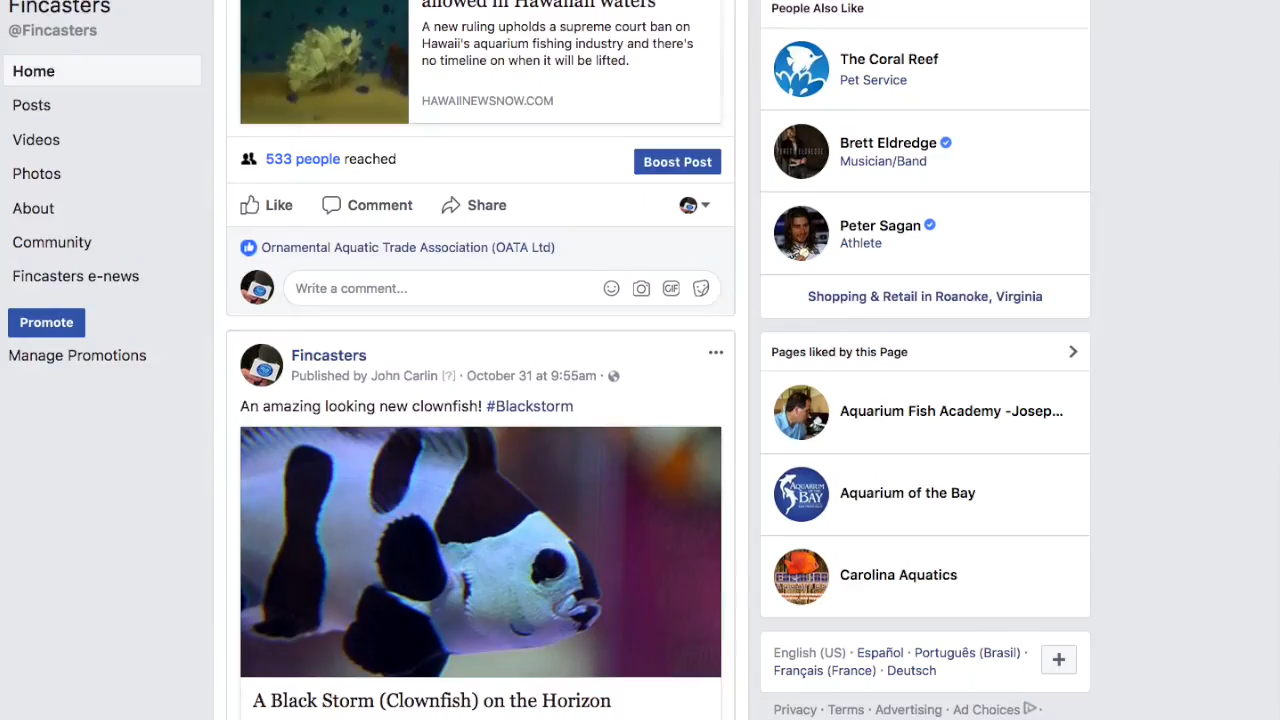 Fincasters
@Fincasters
Home
Posts
Videos
Photos
About
Community
Fincasters e-news
Promote
Manage Promotions
allowed in Hawaiian waters
A new ruling upholds a supreme court ban on
Hawaii's aquarium fishing industry and there's
no timeline on when it will be lifted.
HAWAIINEWSNOW.COM
533 people reached
Boost Post
Like Comment Share
Ornamental Aquatic Trade Association (OATA Ltd)
Write a comment...
GIF
Fincasters
Published by John Carlin [?] · October 31 at 9:55am ·
An amazing looking new clownfish! #Blackstorm
A Black Storm (Clownfish) on the Horizon
People Also Like
The Coral Reef
Pet Service
Brett Eldredge
Musician/Band
Peter Sagan
Athlete
Shopping & Retail in Roanoke, Virginia
Pages liked by this Page
Aquarium Fish Academy -Josep...
AQUARIUM
BAY
Aquarium of the Bay
Carolina Aquatics
English (US) · Español · Português (Brasil) ·
Français (France) · Deutsch
Privacy · Terms · Advertising · Ad Choices ·